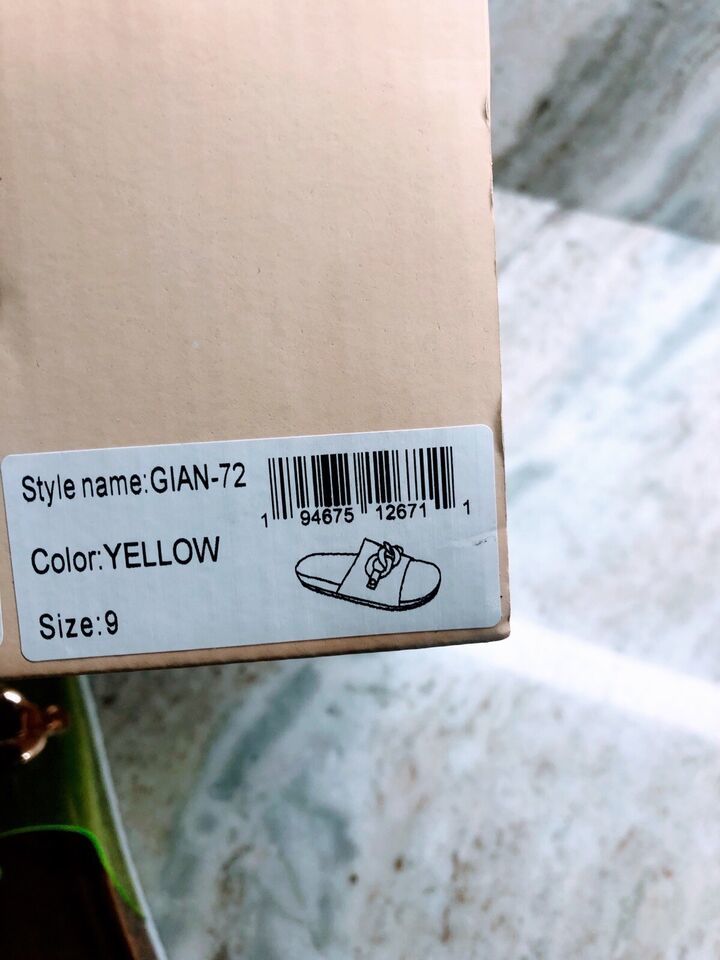 Style name:GIAN-72
1 94675 12671 1
Color:YELLOW
Size:9